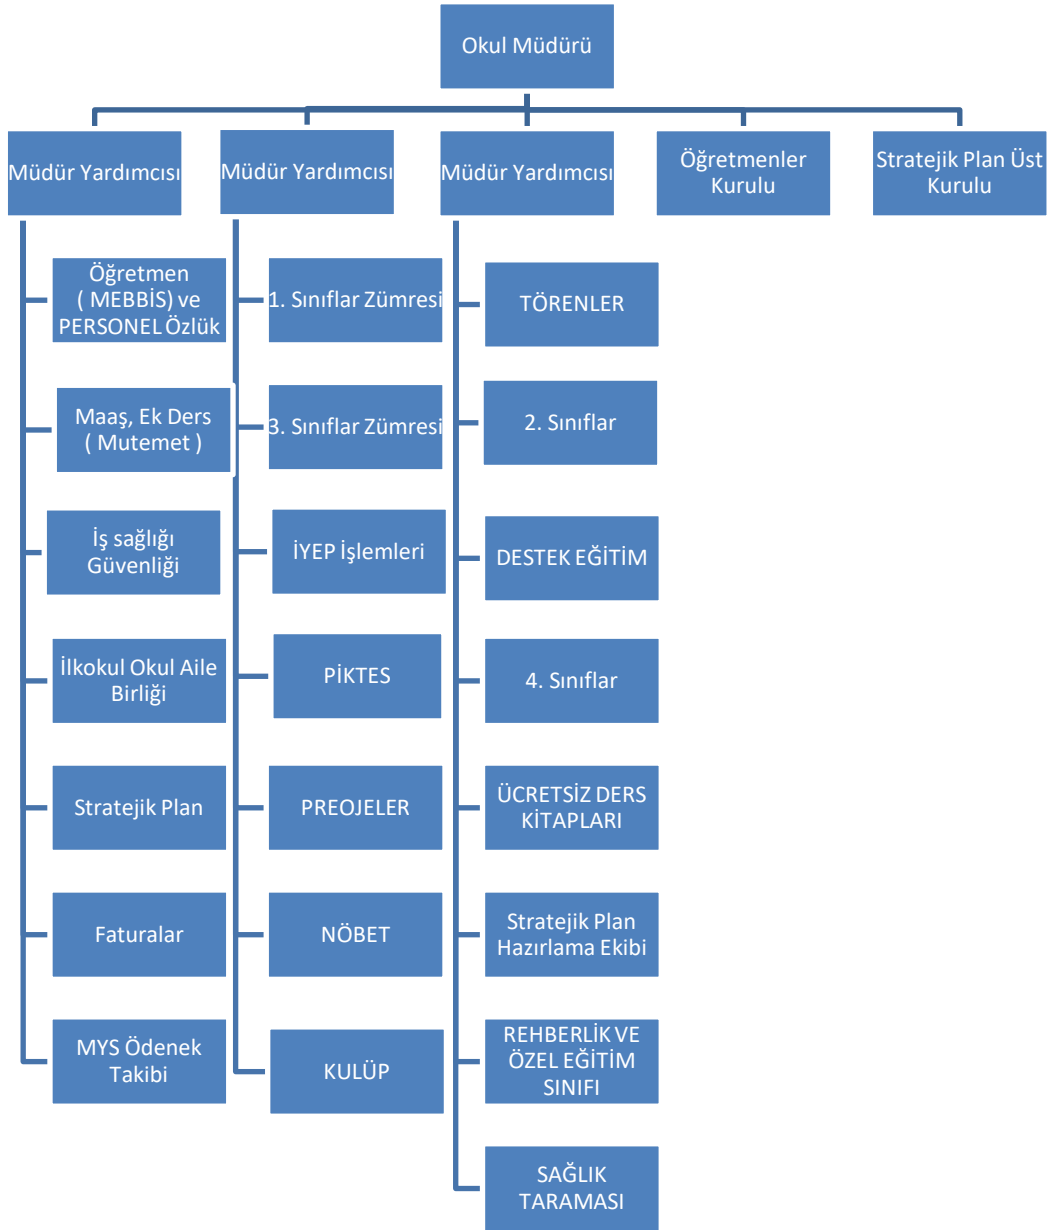 Okul Müdürü
Müdür Yardımcısı
Müdür Yardımcısı
Müdür Yardımcısı
Öğretmenler
Kurulu
Stratejik Plan Üst
Kurulu
Öğretmen
( MEBBİS) ve
PERSONEL Özlük
Maaş, Ek Ders
( Mutemet )
İş sağlığı
Güvenliği
İlkokul Okul Aile
Birliği
Stratejik Plan
Faturalar
MYS Ödenek
Takibi
1. Sınıflar Zümresi
3. Sınıflar Zümresi
İYEP İşlemleri
PİKTES
PREOJELER
NÖBET
KULÜP
TÖRENLER
2. Sınıflar
DESTEK EĞİTİM
4. Sınıflar
ÜCRETSİZ DERS
KİTAPLARI
Stratejik Plan
Hazırlama Ekibi
REHBERLİK VE
ÖZEL EĞİTİM
SINIFI
SAĞLIK
TARAMASI